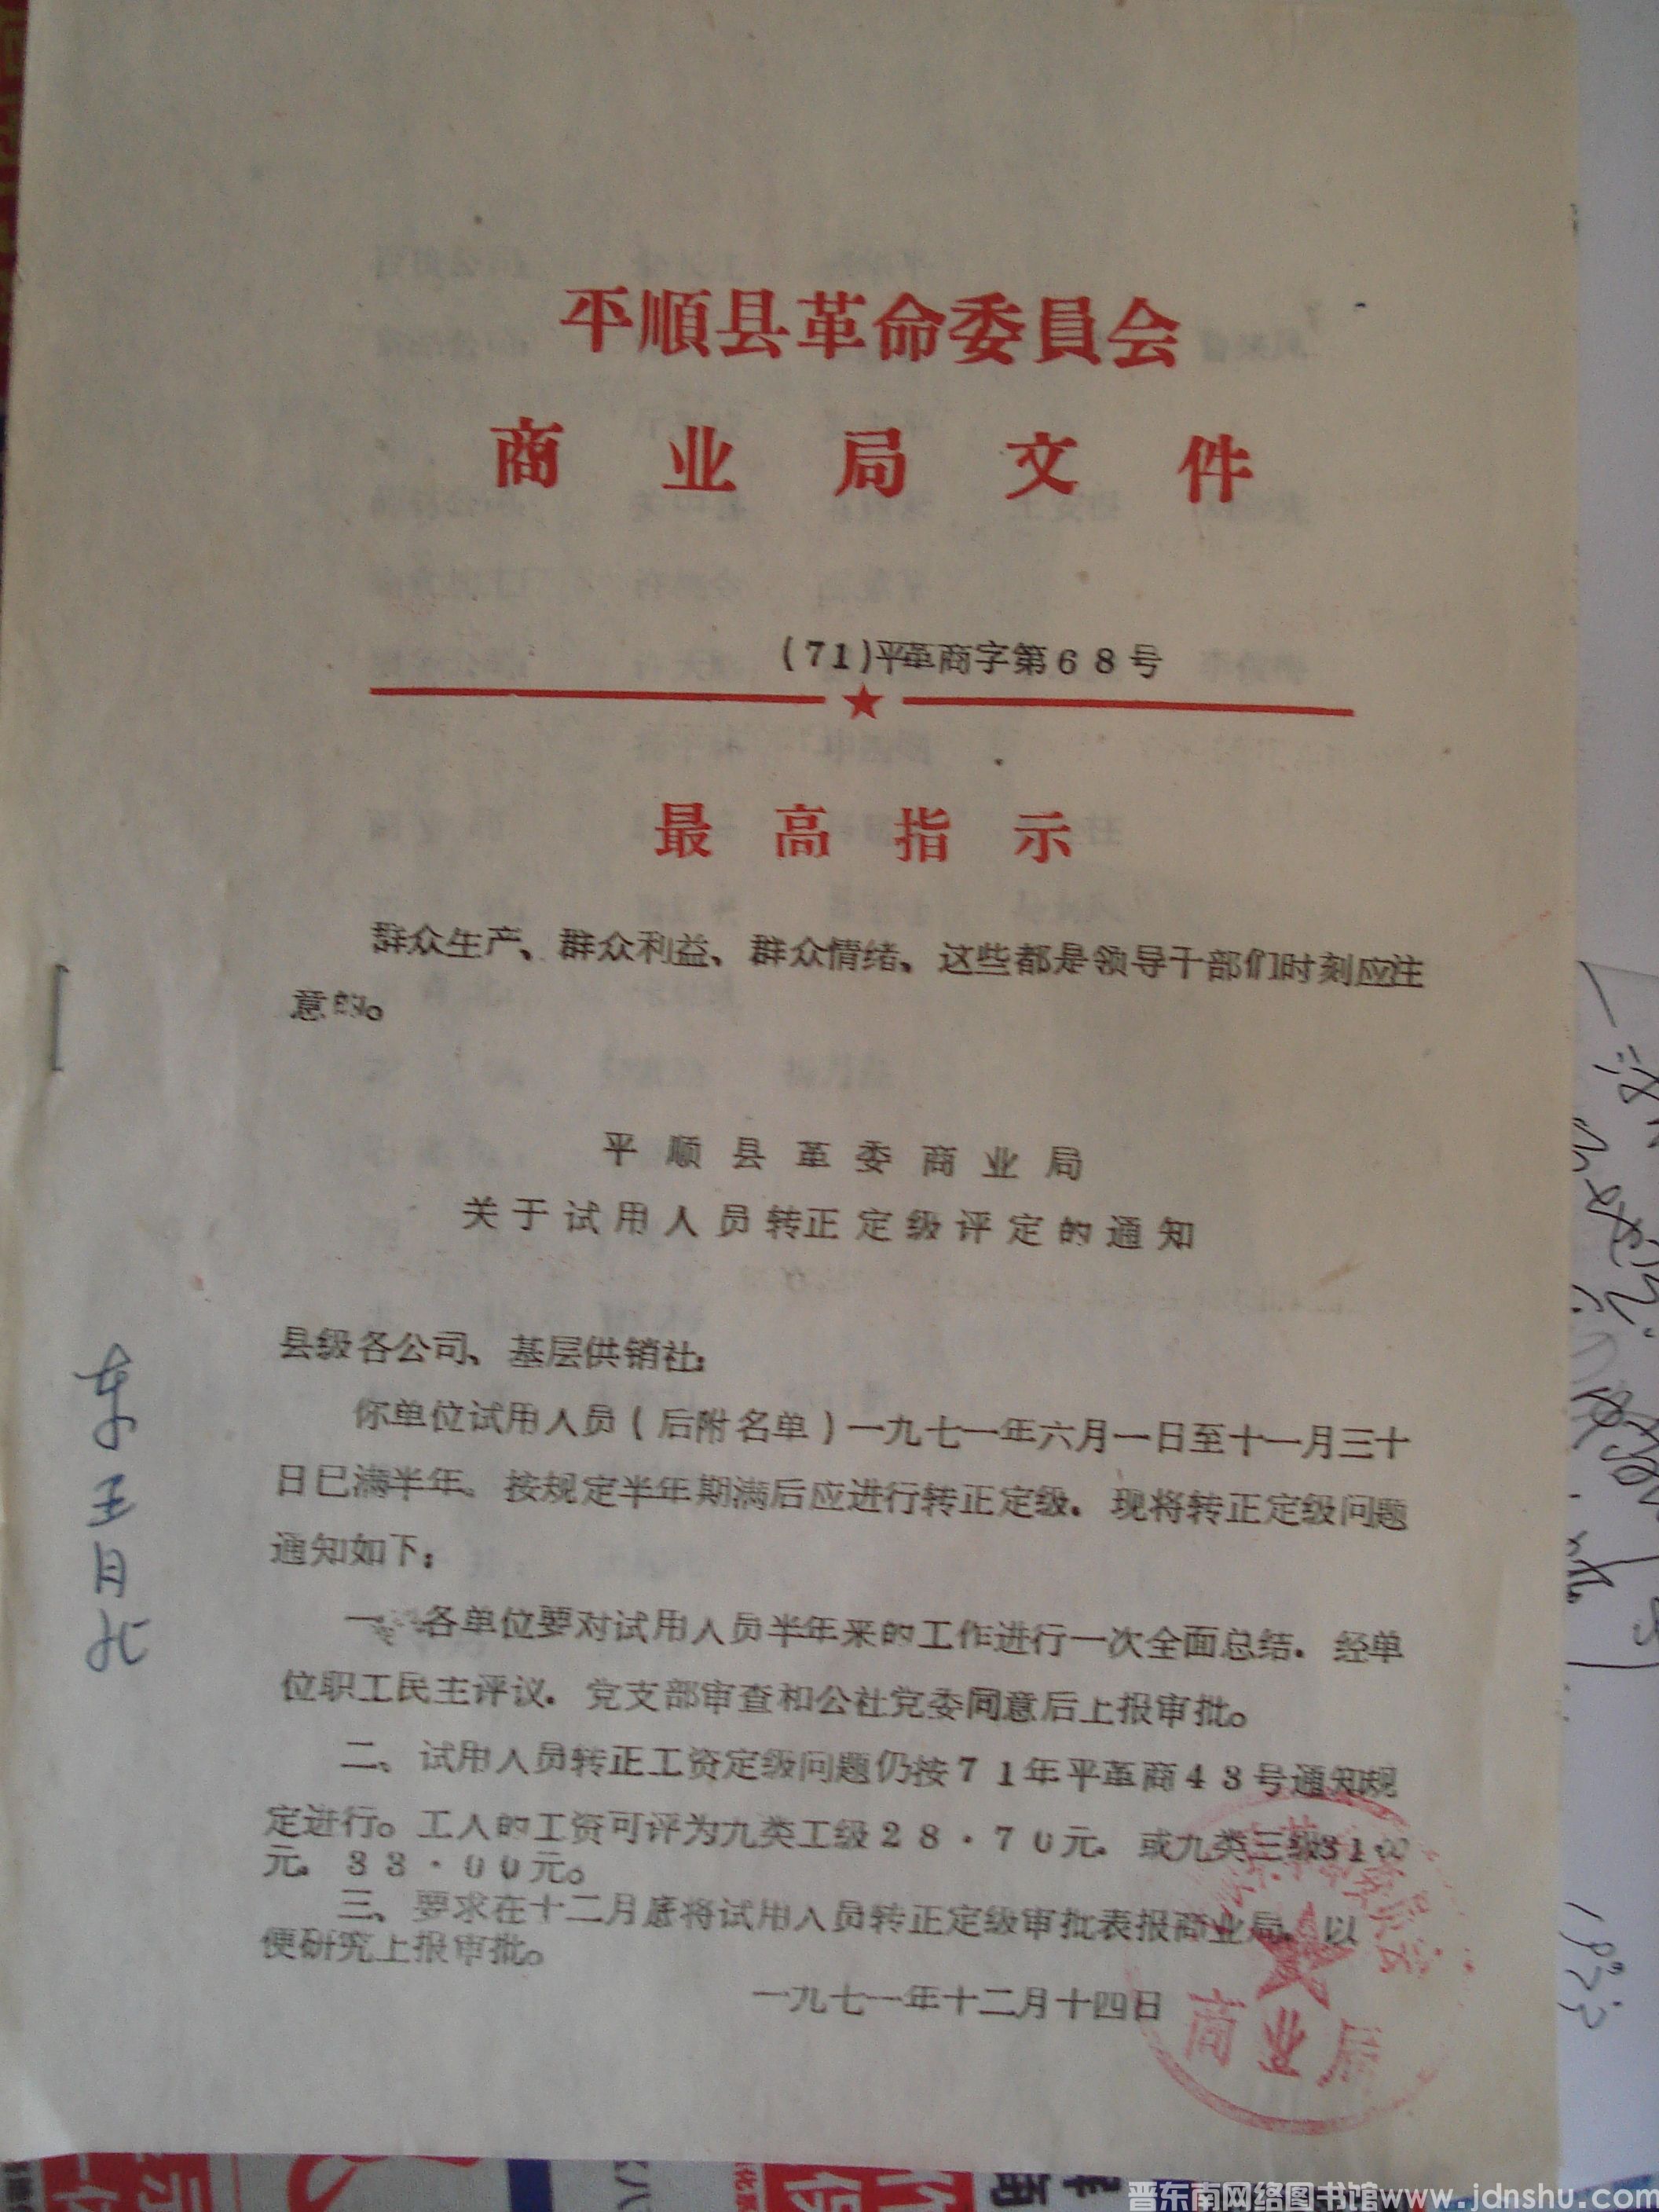 平順县革命委員会
商业局文件
(71)平革商字第68号
最高指示
群众生产、群众利益、群众情绪、这些都是领导干部们时刻应注
意的。
平顺县革委商业局
关于试用人员转正定级评定的通知
县级各公司、基层供销社:
你单位试用人员(后附名单)一九七一年六月一日至十一月三十
日已满半年。按规定半年期满后应进行转正定级. 现将转正定级问题
通知如下:
一、各单位要对试用人员半年来的工作进行一次全面总结. 经单
位职工民主评议. 党支部审查和公社党委同意后上报审批。
二、试用人员转正工资定级问题仍按71年平革商43号通知规
定进行。工人的工资可评为九类工级28·70元. 或九类三级31
元. 33·00元。
三、要求在十二月底将试用人员转正定级审批表报商业局. 以
便研究上报审批。
一九七一年十二月十四日
商业局
晋东南网络图书馆www.jdnshu.com